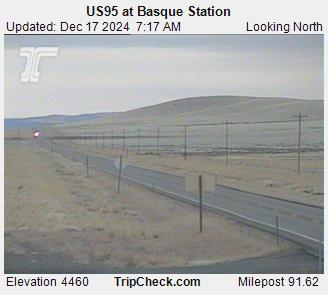 US95 at Basque Station
Updated: Dec 17 2024 7:17 AM Looking North
Elevation 4460 TripCheck.com Milepost 91.62